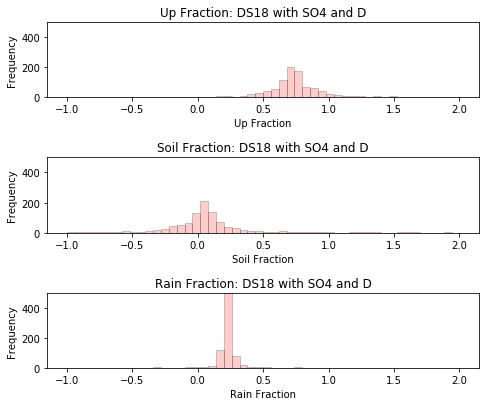 Up Fraction: DS18 with SO4 and D
400
200
0
Frequency
−1.0 −0.5 0.0 0.5 1.0 1.5 2.0
Up Fraction
Soil Fraction: DS18 with SO4 and D
400
200
0
Frequency
−1.0 −0.5 0.0 0.5 1.0 1.5 2.0
Soil Fraction
Rain Fraction: DS18 with SO4 and D
400
200
0
Frequency
−1.0 −0.5 0.0 0.5 1.0 1.5 2.0
Rain Fraction